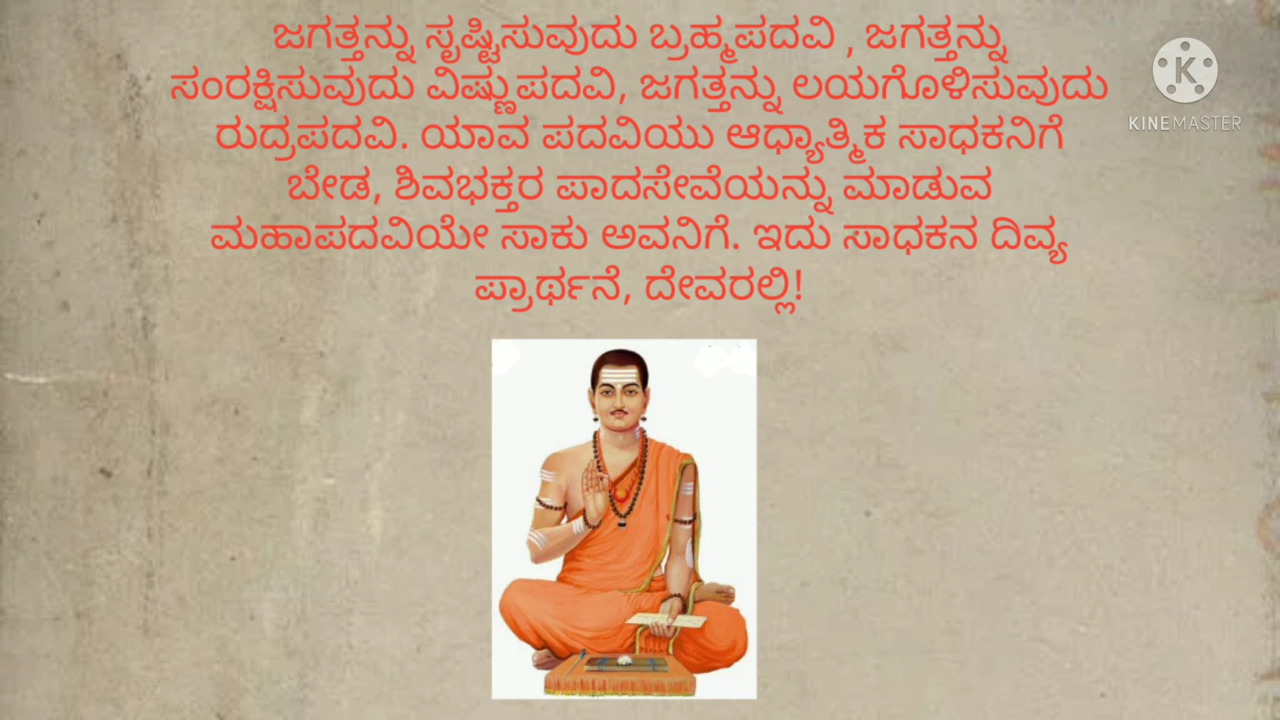 ಜಗತ್ತನ್ನು ಸೃಷ್ಟಿಸುವುದು ಬ್ರಹ್ಮಪದವಿ , ಜಗತ್ತನ್ನು
ಸಂರಕ್ಷಿಸುವುದು ವಿಷ್ಣುಪದವಿ, ಜಗತ್ತನ್ನು ಲಯಗೊಳಿಸುವುದು
ರುದ್ರಪದವಿ. ಯಾವ ಪದವಿಯು ಆಧ್ಯಾತ್ಮಿಕ ಸಾಧಕನಿಗೆ
ಬೇಡ, ಶಿವಭಕ್ತರ ಪಾದಸೇವೆಯನ್ನು ಮಾಡುವ
ಮಹಾಪದವಿಯೇ ಸಾಕು ಅವನಿಗೆ. ಇದು ಸಾಧಕನ ದಿವ್ಯ
ಪ್ರಾರ್ಥನೆ, ದೇವರಲ್ಲಿ!
K
KINEMASTER